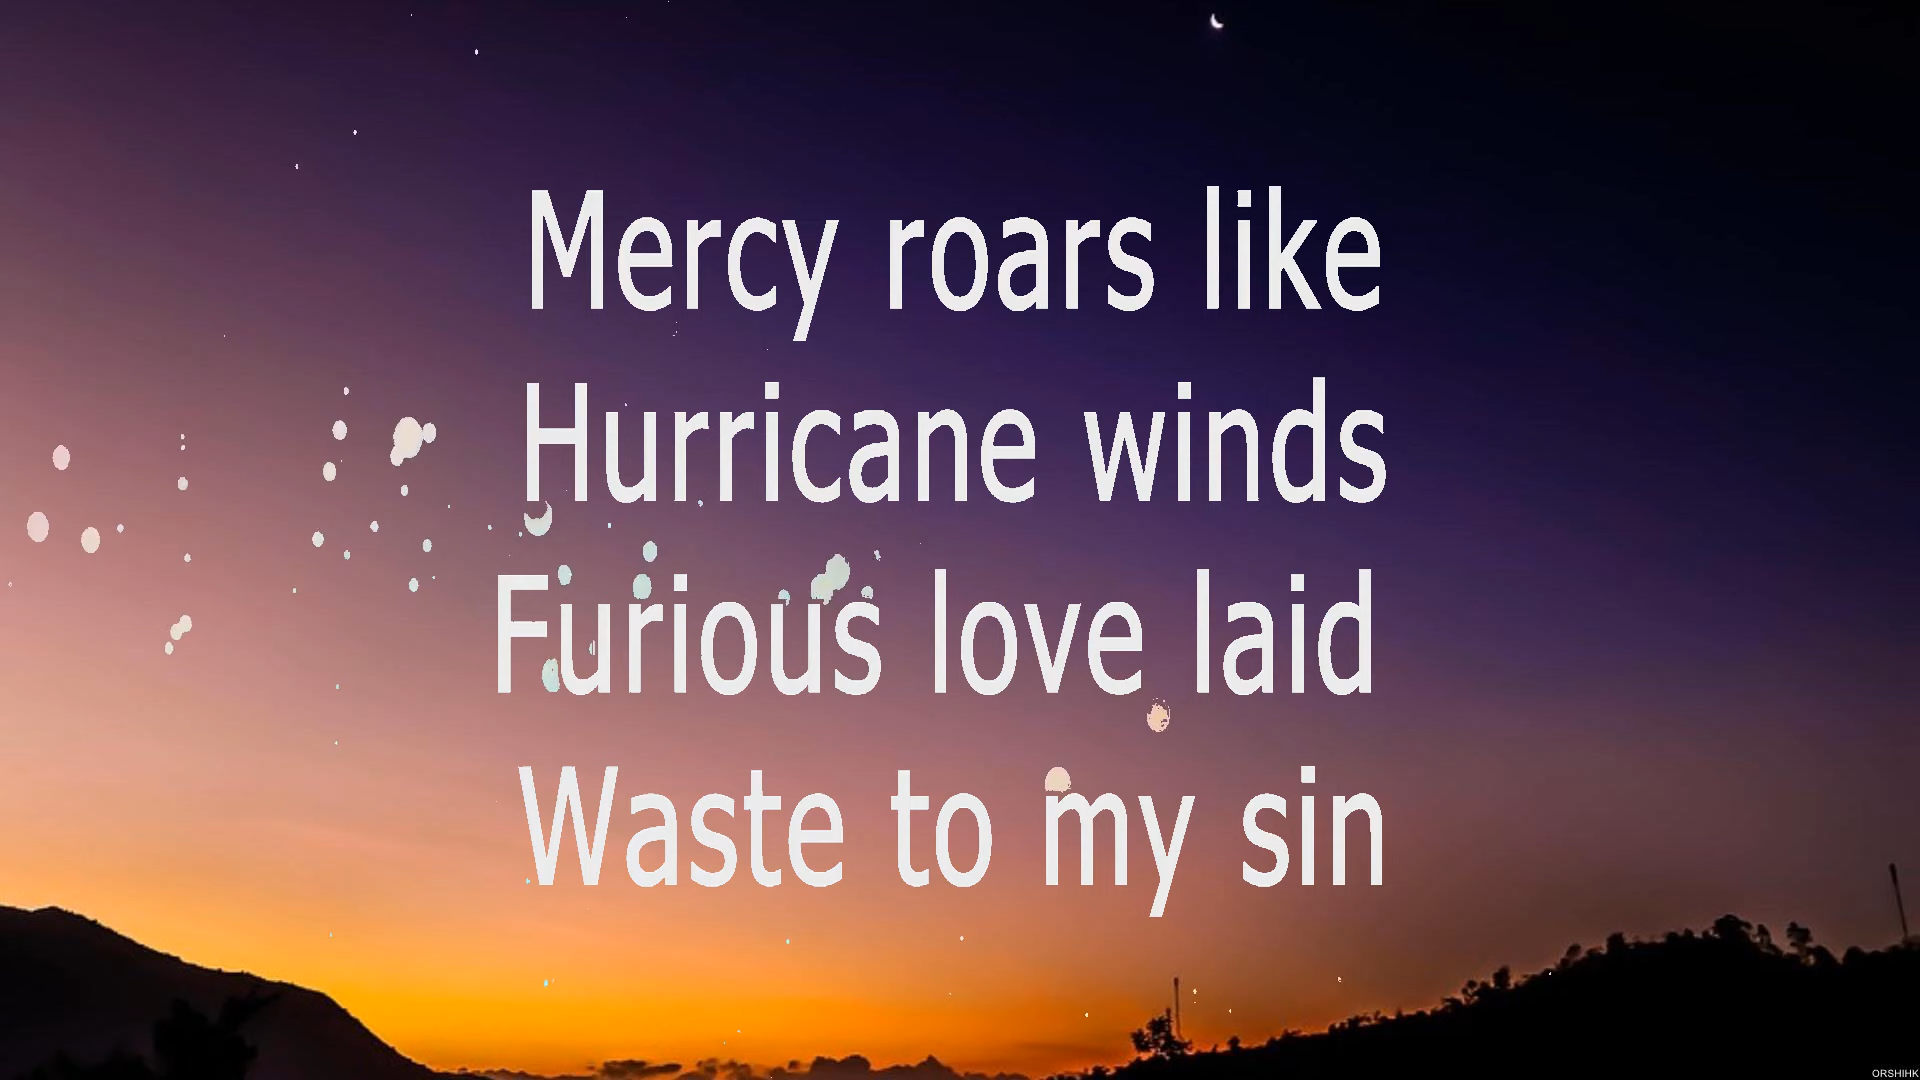 Mercy roars like
Hurricane winds
Furious love laid
Waste to my sin
ORSHIHK